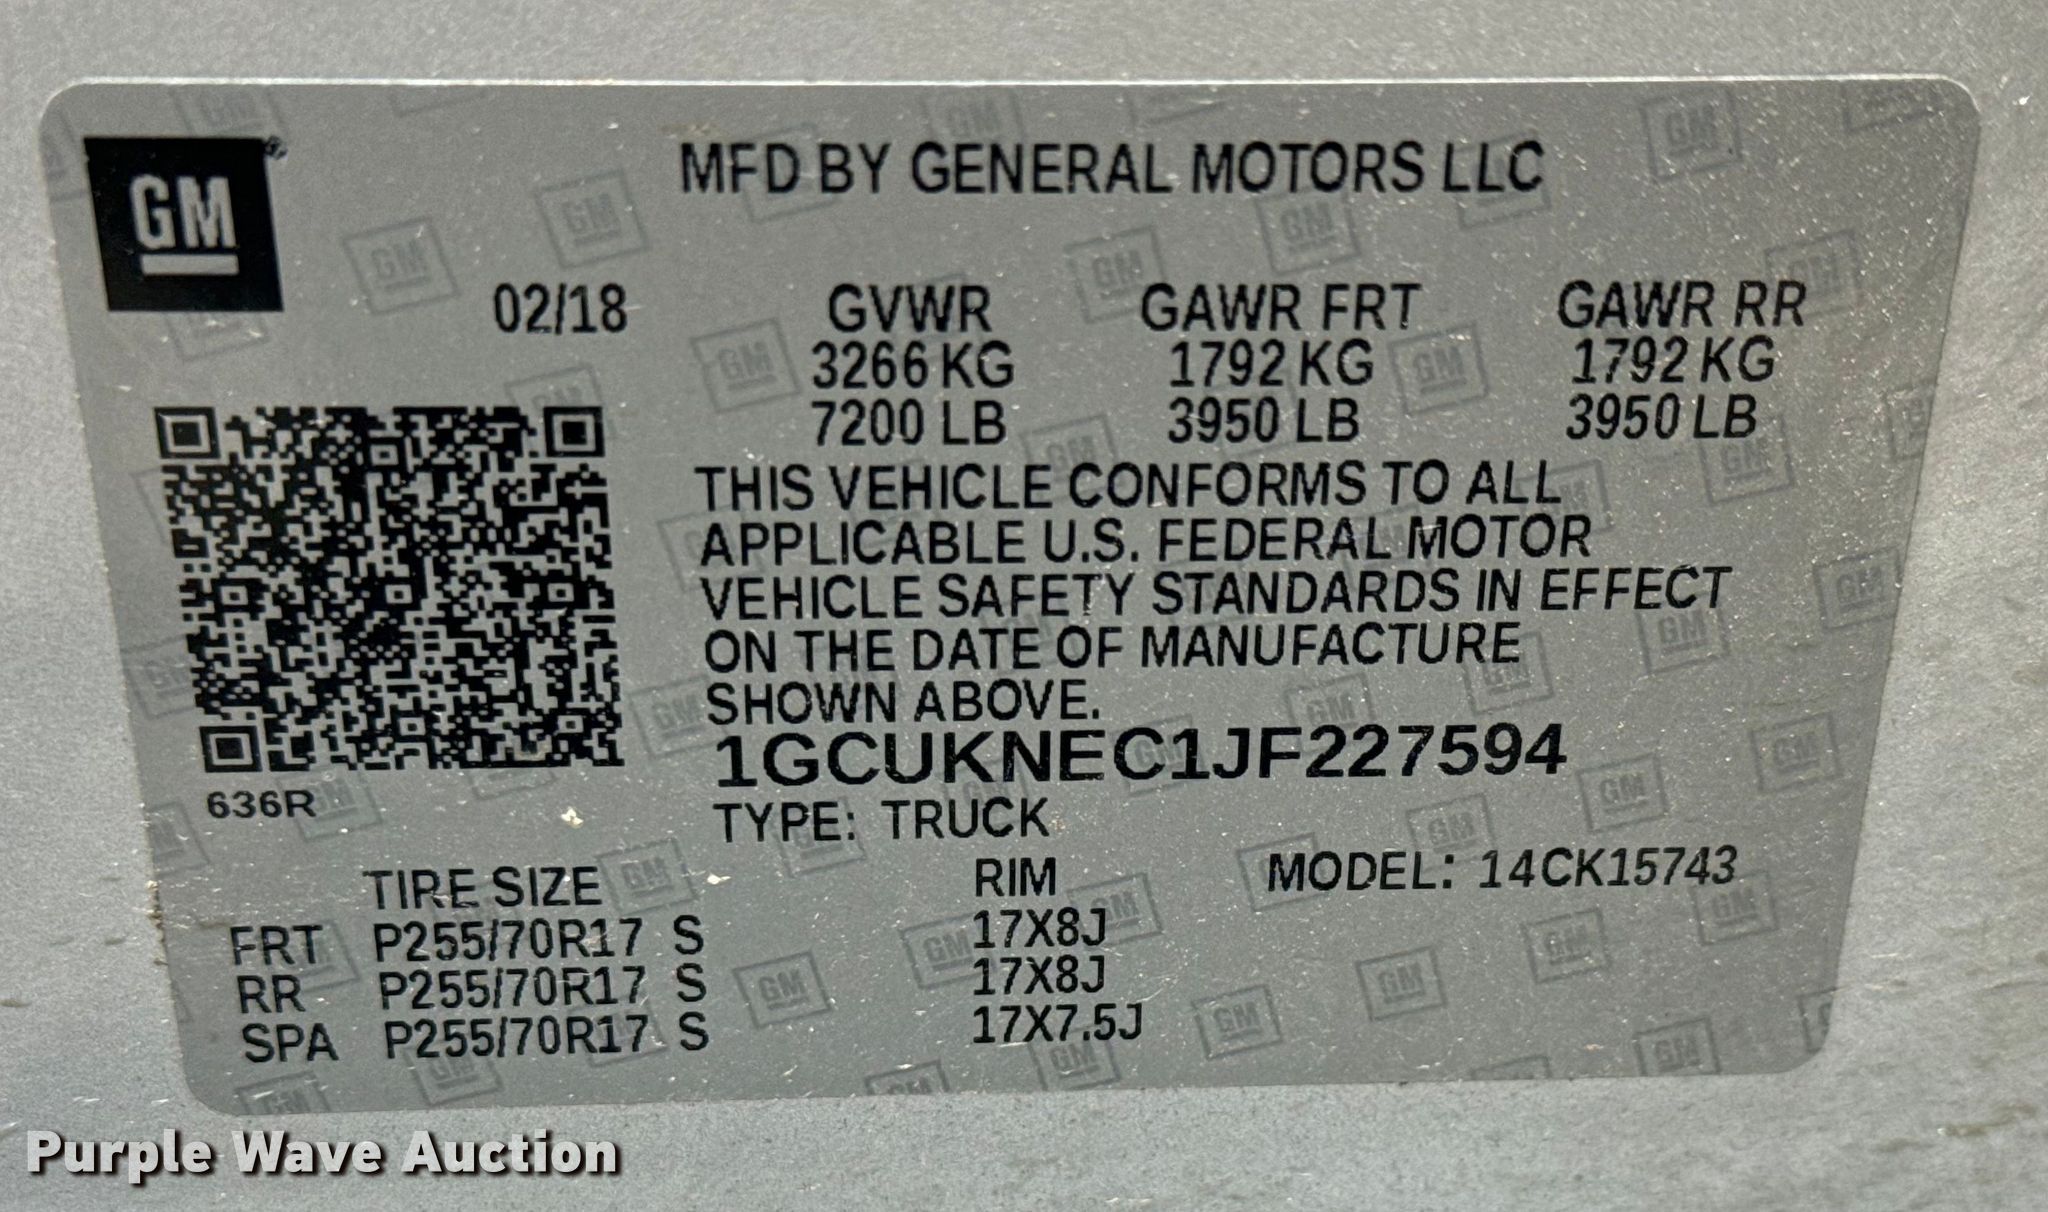 GM
MFD BY GENERAL MOTORS LLC
02/18
GVWR GAWR FRT GAWR RR
3266 KG 1792 KG 1792 KG
7200 LB 3950 LB 3950 LB
THIS VEHICLE CONFORMS TO ALL
APPLICABLE U.S. FEDERAL MOTOR
VEHICLE SAFETY STANDARDS IN EFFECT
ON THE DATE OF MANUFACTURE
SHOWN ABOVE.
1GCUKNEC1JF227594
636R
TYPE: TRUCK
TIRE SIZE RIM MODEL: 14CK15743
FRT P255/70R17 S 17X8J
RR P255/70R17 S 17X8J
SPA P255/70R17 S 17X7.5J
Purple Wave Auction